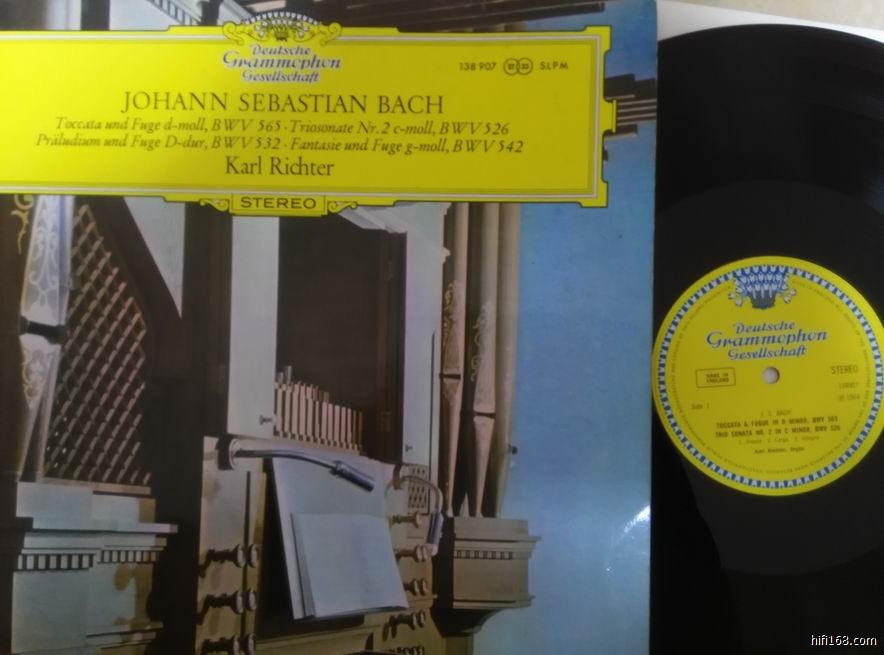 Deutsche
Grammophon
Gesellschaft
138 907 SLPM
JOHANN SEBASTIAN BACH
Toccata und Fuge d-moll, BWV 565 · Triosonate Nr. 2 c-moll, BWV 526
Präludium und Fuge D-dur, BWV 532 · Fantasie und Fuge g-moll, BWV 542
Karl Richter
STEREO
Deutsche
Grammophon
Gesellschaft
STEREO
MADE IN
ENGLAND
138907
℗ 1964
Side 1
J. S. BACH
TOCCATA & FUGUE IN D MINOR, BWV 565
TRIO SONATA NO. 2 IN C MINOR, BWV 526
Karl Richter, Organ
hifi168.com